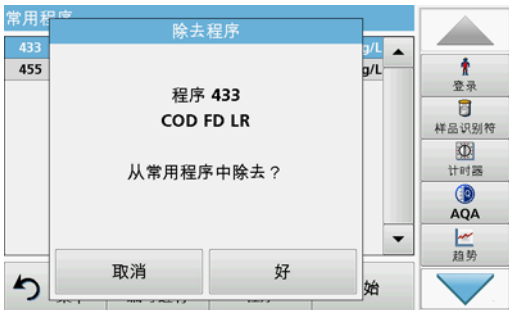 常用程序
除去程序
433
g/L
455
g/L
程序 433
COD FD LR
从常用程序中除去？
取消
好
始
登录
样品识别符
计时器
AQA
趋势